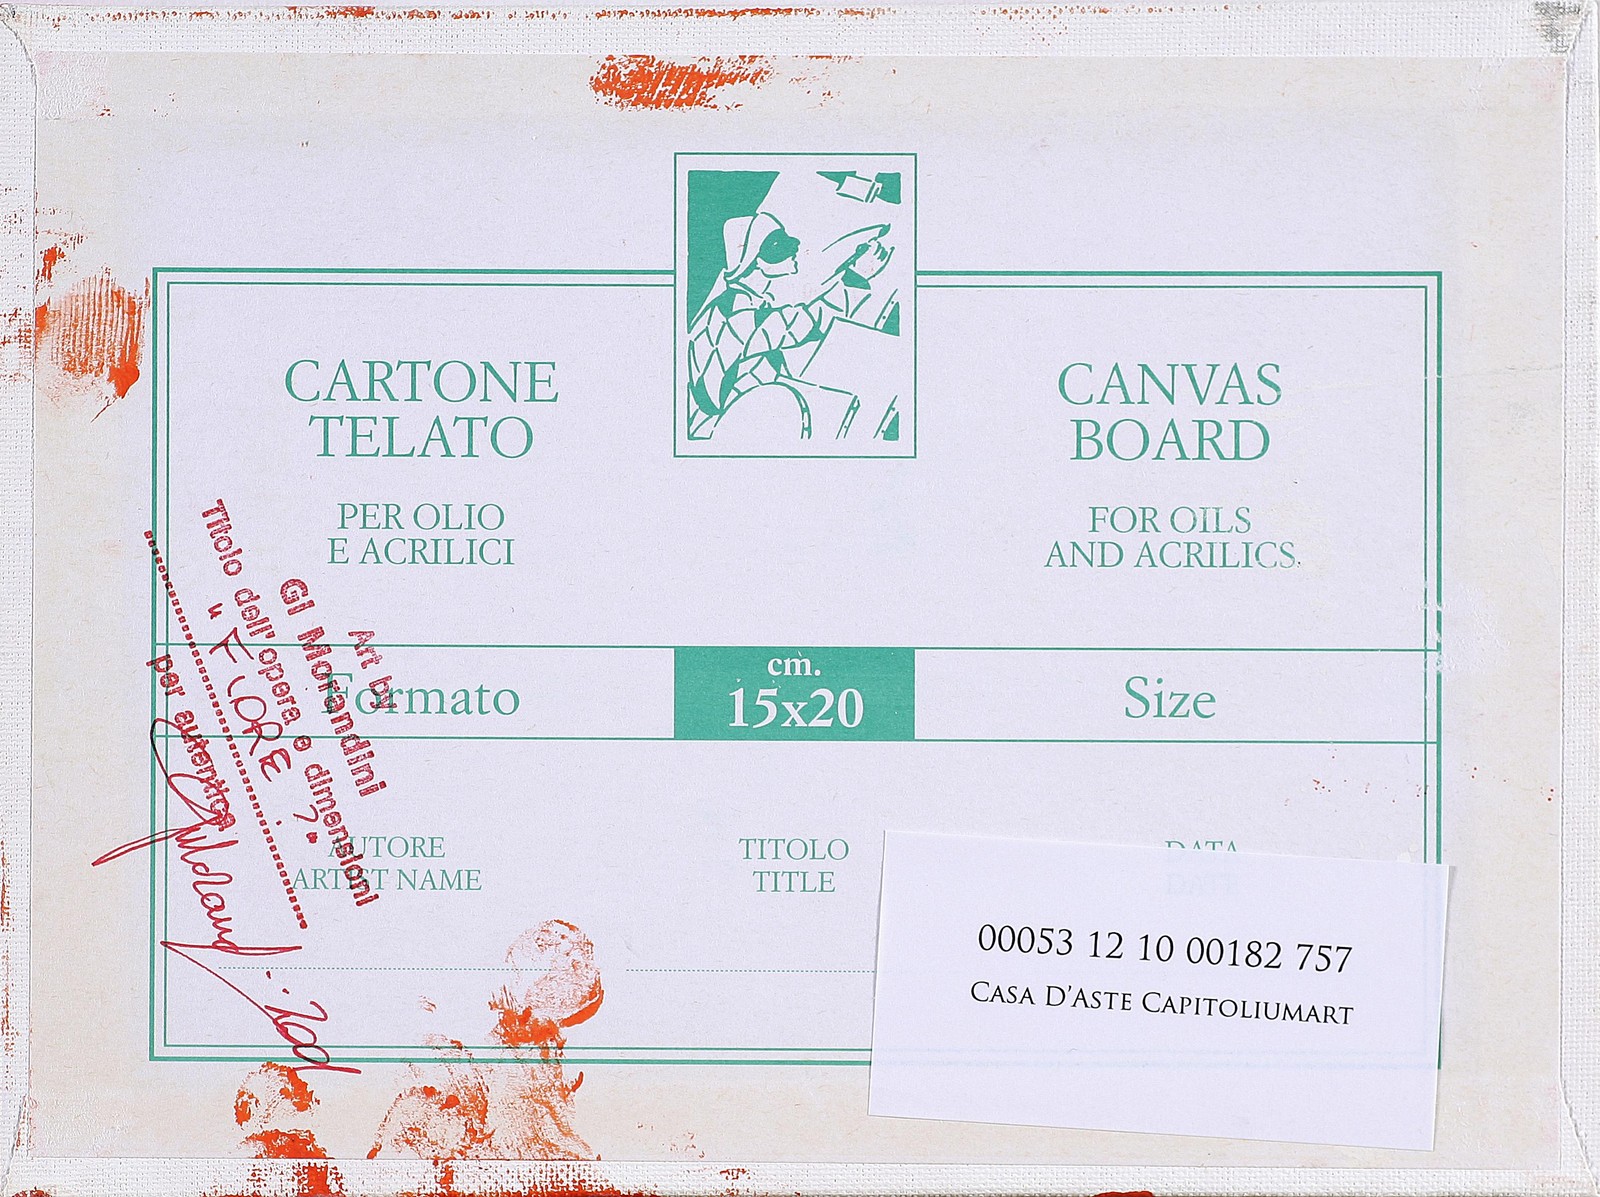 CARTONE
TELATO
PER OLIO
E ACRILICI
CANVAS
BOARD
FOR OILS
AND ACRILICS
Formato
cm.
15x20
Size
AUTORE
ARTIST NAME
TITOLO
TITLE
DATA
Art by
GI Morandini
Titolo dell'opera e dimensioni
"FIORE
per autentica
00053 12 10 00182 757
CASA D'ASTE CAPITOLIUMART